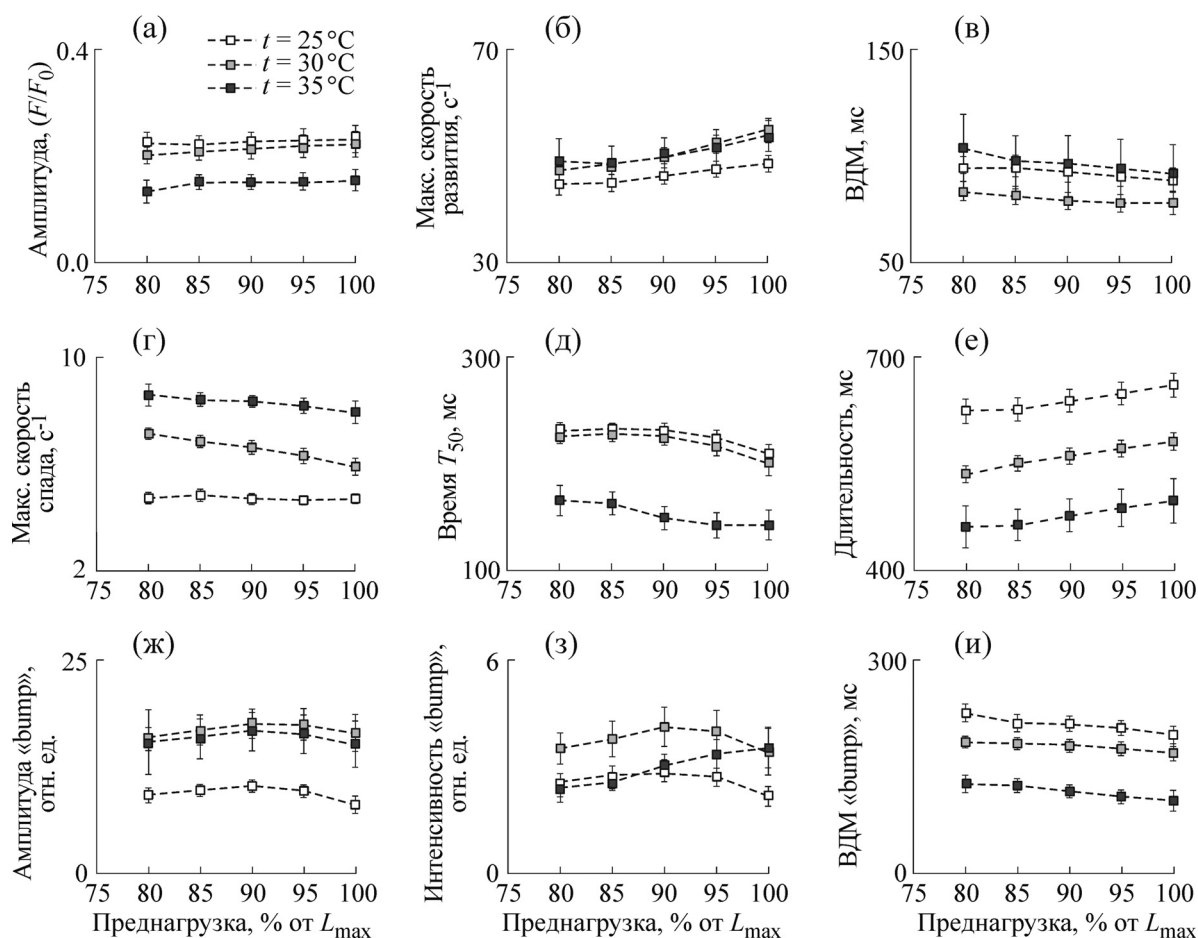 (а)
t = 25 °C
t = 30 °C
t = 35 °C
Амплитуда, (F/F0)
0.4
0.0
75 80 85 90 95 100
(б)
Макс. скорость
развития, с-1
70
30
75 80 85 90 95 100
(в)
ВДМ, мс
150
50
75 80 85 90 95 100
(г)
Макс. скорость
спада, с-1
10
2
75 80 85 90 95 100
(д)
Время T50, мс
300
100
75 80 85 90 95 100
(е)
Длительность, мс
700
400
75 80 85 90 95 100
(ж)
Амплитуда «bump»,
отн. ед.
25
0
75 80 85 90 95 100
Преднагрузка, % от Lmax
(з)
Интенсивность «bump»,
отн. ед.
6
3
0
75 80 85 90 95 100
Преднагрузка, % от Lmax
(и)
ВДМ «bump», мс
300
0
75 80 85 90 95 100
Преднагрузка, % от Lmax